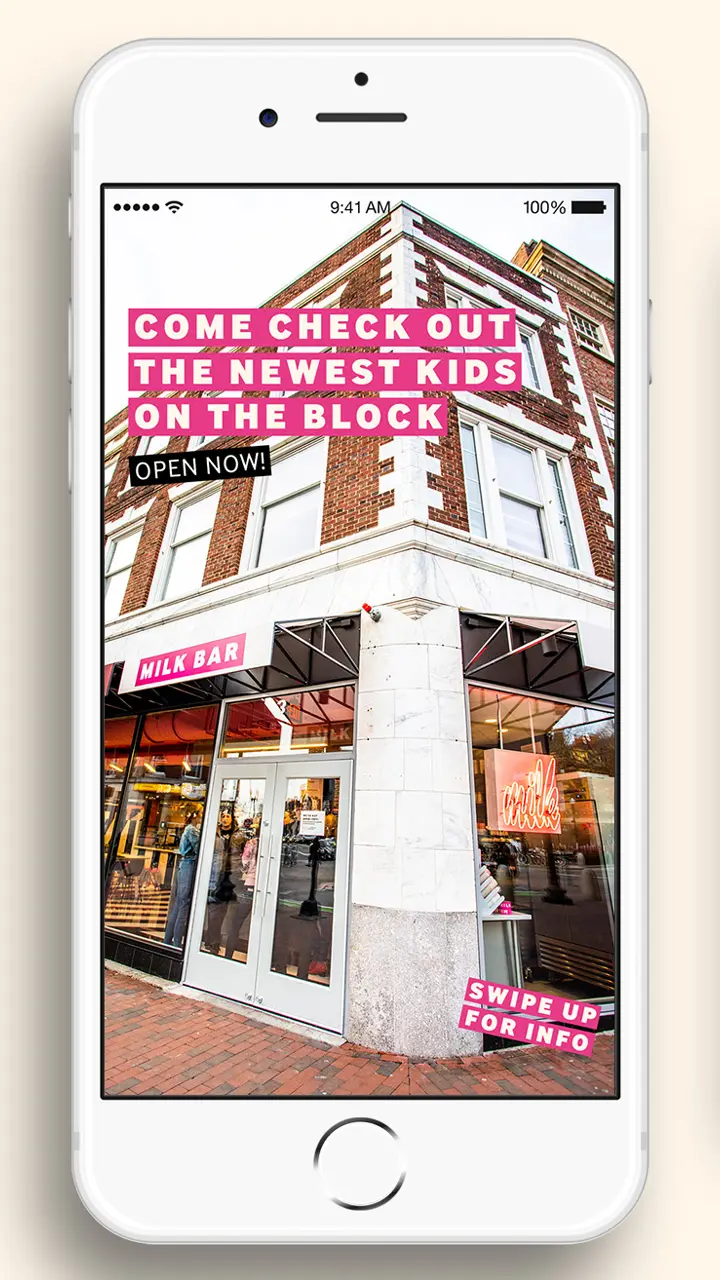 9:41 AM
100%
COME CHECK OUT
THE NEWEST KIDS
ON THE BLOCK
OPEN NOW!
MILK BAR
MILK
milk
SWIPE UP
FOR INFO